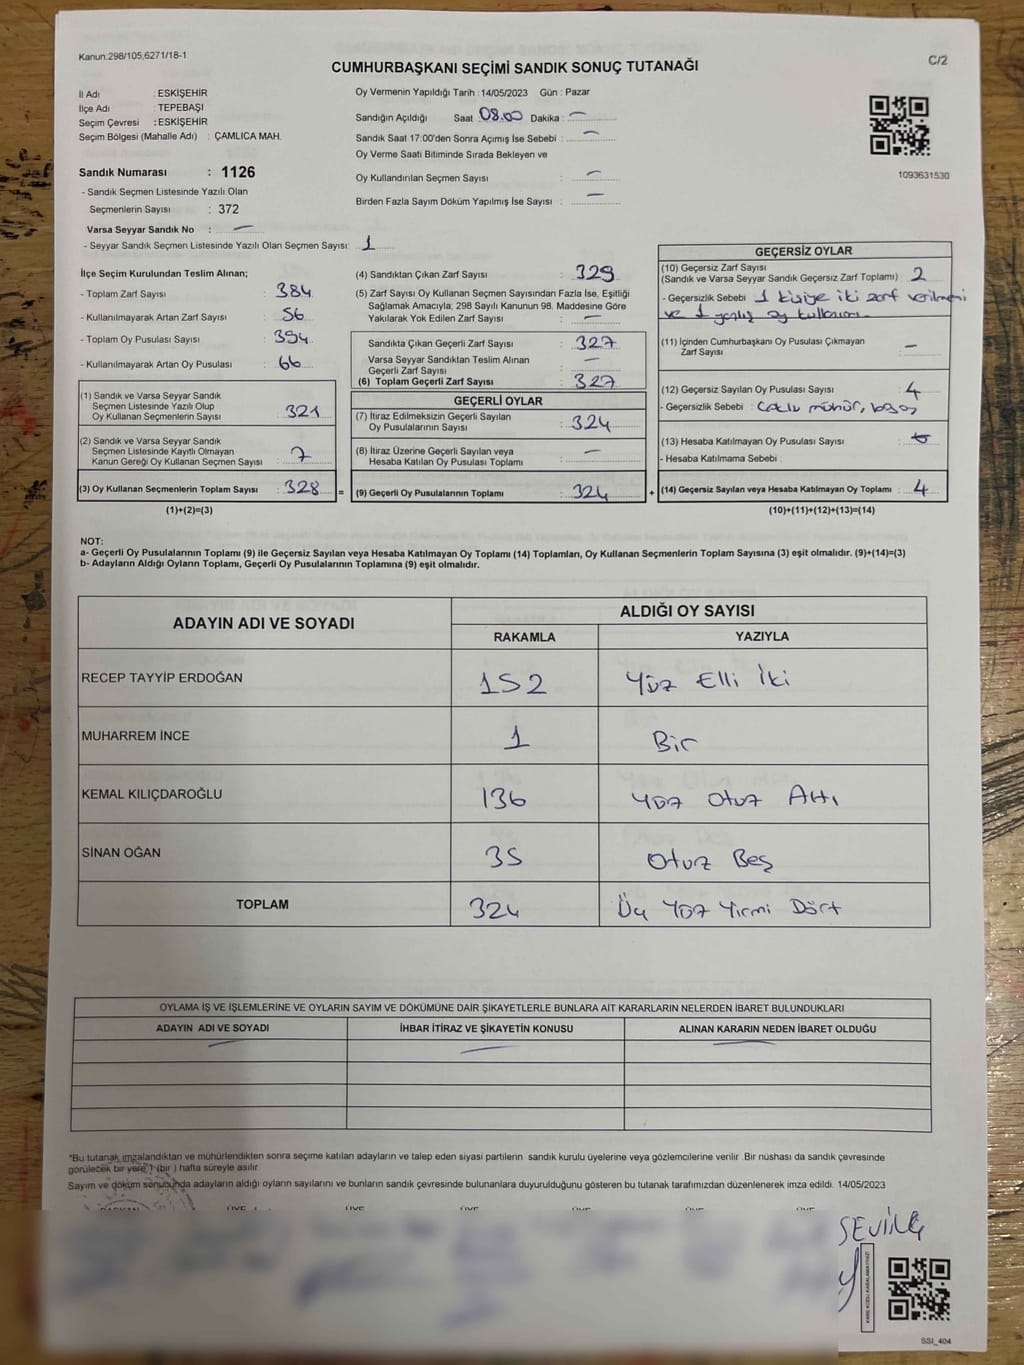 Kanun:298/105,6271/18-1
C/2
CUMHURBAŞKANI SEÇİMİ SANDIK SONUÇ TUTANAĞI
İl Adı : ESKİŞEHİR
İlçe Adı : TEPEBAŞI
Seçim Çevresi : ESKİŞEHİR
Seçim Bölgesi (Mahalle Adı) : ÇAMLICA MAH.
Sandık Numarası : 1126
- Sandık Seçmen Listesinde Yazılı Olan
Seçmenlerin Sayısı : 372
Varsa Seyyar Sandık No : —
- Seyyar Sandık Seçmen Listesinde Yazılı Olan Seçmen Sayısı: 1
Oy Vermenin Yapıldığı Tarih :14/05/2023 Gün : Pazar
Sandığın Açıldığı Saat 08.00 Dakika : —
Sandık Saat 17:00'den Sonra Açımış İse Sebebi : —
Oy Verme Saati Bitiminde Sırada Bekleyen ve
Oy Kullandırılan Seçmen Sayısı : —
Birden Fazla Sayım Döküm Yapılmış İse Sayısı : —
1093631530
İlçe Seçim Kurulundan Teslim Alınan;
- Toplam Zarf Sayısı : 384
- Kullanılmayarak Artan Zarf Sayısı : 56
- Toplam Oy Pusulası Sayısı : 394
- Kullanılmayarak Artan Oy Pusulası : 66
(1) Sandık ve Varsa Seyyar Sandık
Seçmen Listesinde Yazılı Olup
Oy Kullanan Seçmenlerin Sayısı : 321
(2) Sandık ve Varsa Seyyar Sandık
Seçmen Listesinde Kayıtlı Olmayan
Kanun Gereği Oy Kullanan Seçmen Sayısı : 7
(3) Oy Kullanan Seçmenlerin Toplam Sayısı : 328 =
(1)+(2)=(3)
(4) Sandıktan Çıkan Zarf Sayısı : 329
(5) Zarf Sayısı Oy Kullanan Seçmen Sayısından Fazla İse, Eşitliği
Sağlamak Amacıyla, 298 Sayılı Kanunun 98. Maddesine Göre
Yakılarak Yok Edilen Zarf Sayısı : —
Sandıkta Çıkan Geçerli Zarf Sayısı : 327
Varsa Seyyar Sandıktan Teslim Alınan
Geçerli Zarf Sayısı : —
(6) Toplam Geçerli Zarf Sayısı : 327
GEÇERLİ OYLAR
(7) İtiraz Edilmeksizin Geçerli Sayılan
Oy Pusulalarının Sayısı : 324
(8) İtiraz Üzerine Geçerli Sayılan veya
Hesaba Katılan Oy Pusulası Toplamı : —
(9) Geçerli Oy Pusulalarının Toplamı : 324 +
GEÇERSİZ OYLAR
(10) Geçersiz Zarf Sayısı
(Sandık ve Varsa Seyyar Sandık Geçersiz Zarf Toplamı) : 2
- Geçersizlik Sebebi : 1 kişiye iki zarf verilmesi
ve 1 yanlış oy kullanım
(11) İçinden Cumhurbaşkanı Oy Pusulası Çıkmayan
Zarf Sayısı : —
(12) Geçersiz Sayılan Oy Pusulası Sayısı : 4
- Geçersizlik Sebebi : Çoklu mühür, boş
(13) Hesaba Katılmayan Oy Pusulası Sayısı :
- Hesaba Katılmama Sebebi :
(14) Geçersiz Sayılan veya Hesaba Katılmayan Oy Toplamı : 4
(10)+(11)+(12)+(13)=(14)
NOT:
a- Geçerli Oy Pusulalarının Toplamı (9) ile Geçersiz Sayılan veya Hesaba Katılmayan Oy Toplamı (14) Toplamları, Oy Kullanan Seçmenlerin Toplam Sayısına (3) eşit olmalıdır. (9)+(14)=(3)
b- Adayların Aldığı Oyların Toplamı, Geçerli Oy Pusulalarının Toplamına (9) eşit olmalıdır.
ADAYIN ADI VE SOYADI ALDIĞI OY SAYISI
RAKAMLA YAZIYLA
RECEP TAYYİP ERDOĞAN 152 Yüz Elli İki
MUHARREM İNCE 1 Bir
KEMAL KILIÇDAROĞLU 136 Yüz Otuz Altı
SİNAN OĞAN 35 Otuz Beş
TOPLAM 324 Üç Yüz Yirmi Dört
OYLAMA İŞ VE İŞLEMLERİNE VE OYLARIN SAYIM VE DÖKÜMÜNE DAİR ŞİKAYETLERLE BUNLARA AİT KARARLARIN NELERDEN İBARET BULUNDUKLARI
ADAYIN ADI VE SOYADI İHBAR İTİRAZ VE ŞİKAYETİN KONUSU ALINAN KARARIN NEDEN İBARET OLDUĞU
— — —
*Bu tutanak imzalandıktan ve mühürlendikten sonra seçime katılan adayların ve talep eden siyasi partilerin sandık kurulu üyelerine veya gözlemcilerine verilir. Bir nüshası da sandık çevresinde
görülecek bir yere 1 (bir) hafta süreyle asılır.
Sayım ve döküm sonucunda adayların aldığı oyların sayılarını ve bunların sandık çevresinde bulunanlara duyurulduğunu gösteren bu tutanak tarafımızdan düzenlenerek imza edildi. 14/05/2023
BAŞKAN ÜYE ÜYE ÜYE ÜYE ÜYE
SEVİNÇ
SSI_404